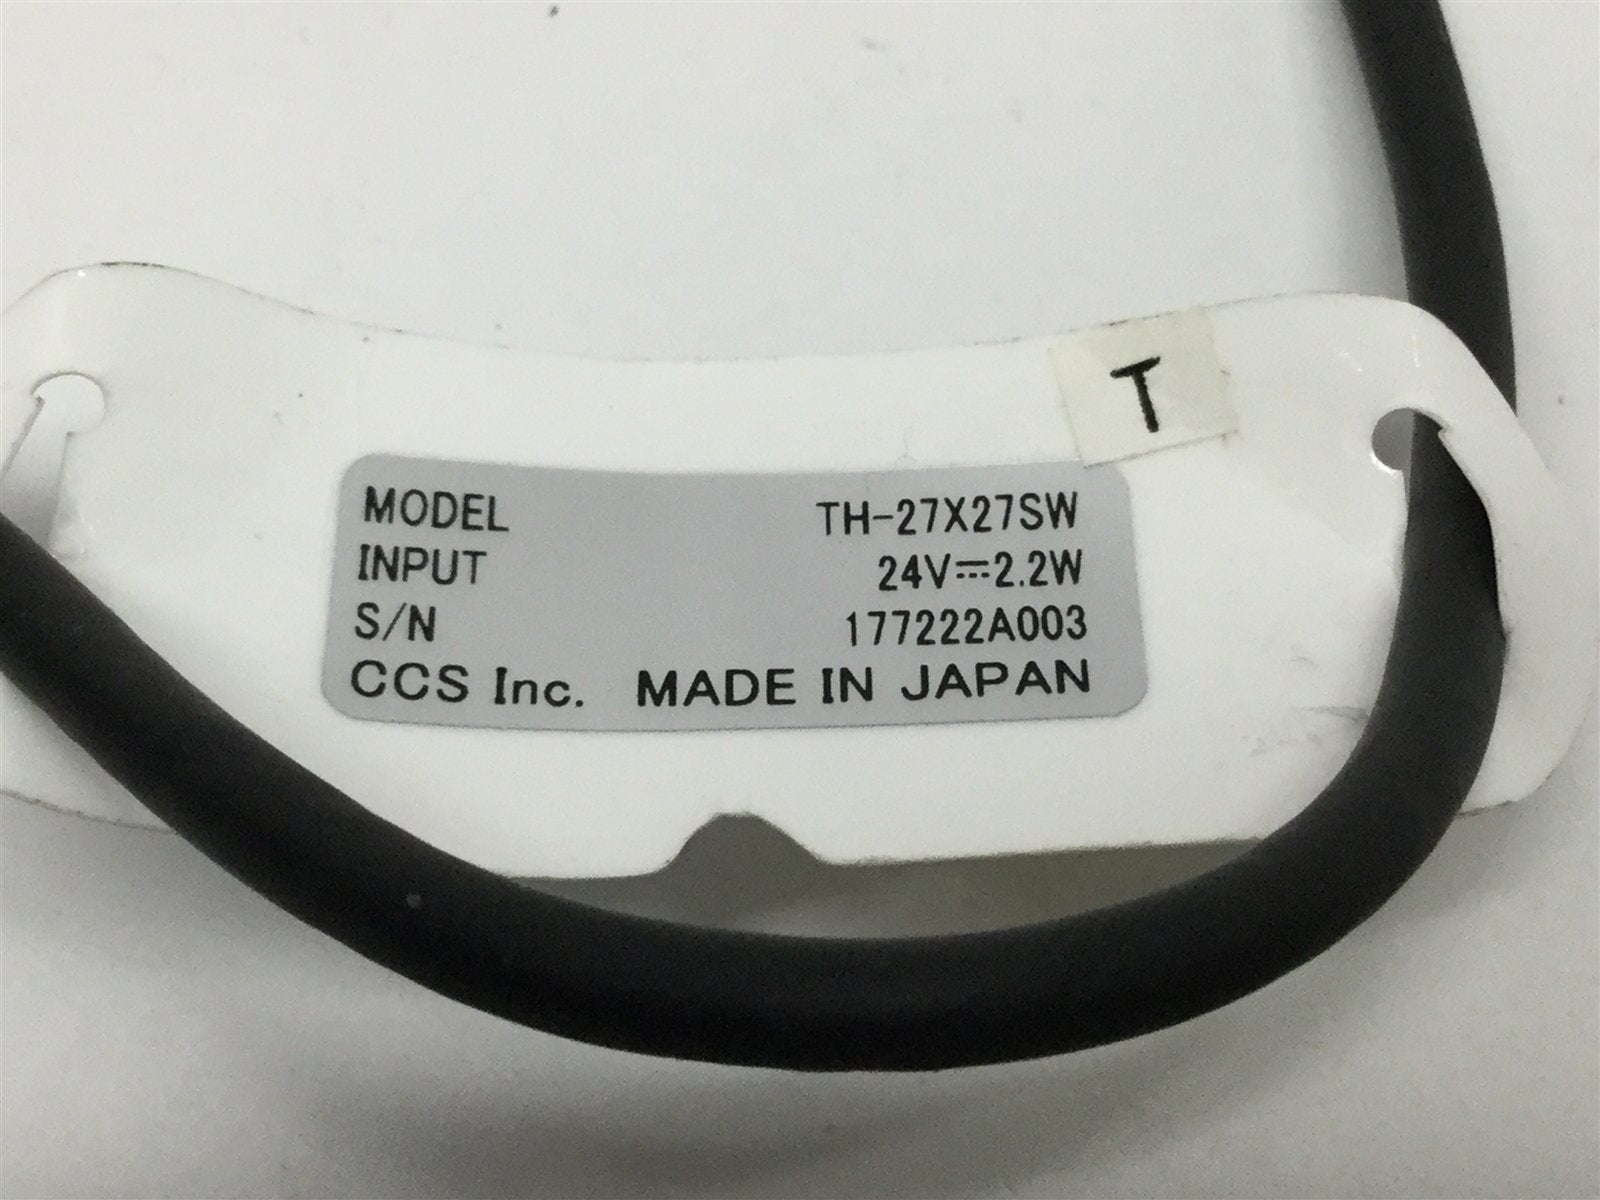 T
MODEL TH-27X27SW
INPUT 24V⎓2.2W
S/N 177222A003
CCS Inc. MADE IN JAPAN